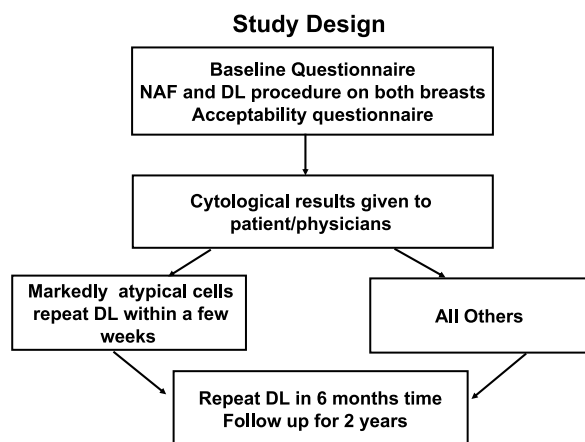 Study Design
Baseline Questionnaire
NAF and DL procedure on both breasts
Acceptability questionnaire
Cytological results given to
patient/physicians
Markedly atypical cells
repeat DL within a few
weeks
All Others
Repeat DL in 6 months time
Follow up for 2 years